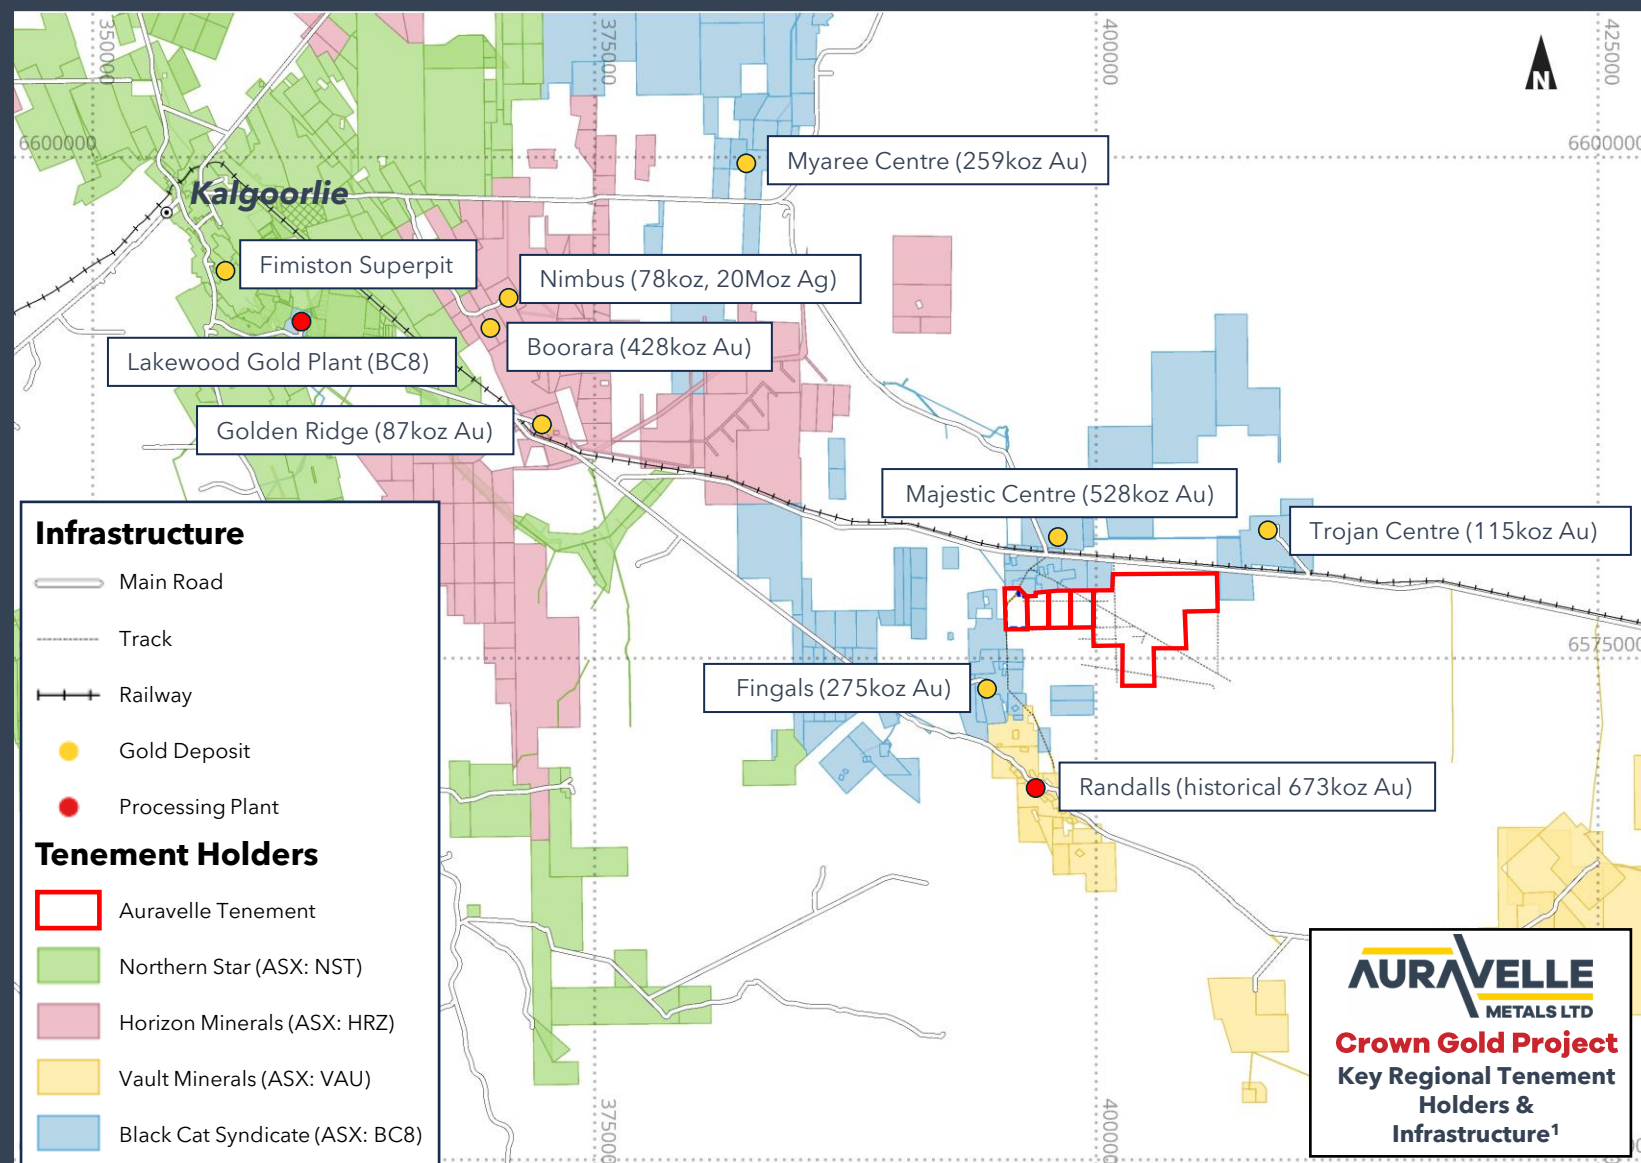 350000
375000
400000
425000
N
6600000
6600000
Myaree Centre (259koz Au)
Kalgoorlie
Fimiston Superpit
Nimbus (78koz, 20Moz Ag)
Boorara (428koz Au)
Lakewood Gold Plant (BC8)
Golden Ridge (87koz Au)
Majestic Centre (528koz Au)
Trojan Centre (115koz Au)
6575000
Fingals (275koz Au)
Randalls (historical 673koz Au)
Infrastructure
Main Road
Track
Railway
Gold Deposit
Processing Plant
Tenement Holders
Auravelle Tenement
Northern Star (ASX: NST)
Horizon Minerals (ASX: HRZ)
Vault Minerals (ASX: VAU)
Black Cat Syndicate (ASX: BC8)
375000
400000
AURAVELLE
METALS LTD
Crown Gold Project
Key Regional Tenement
Holders &
Infrastructure¹